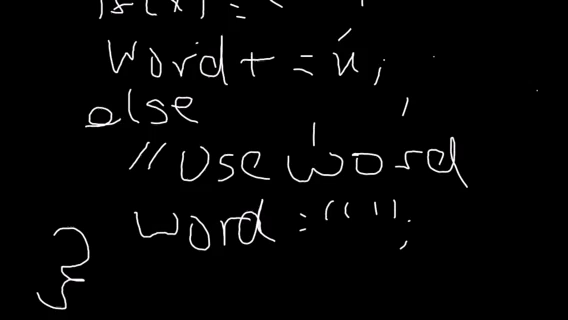 word += x;
else
// use word
word = "";
}